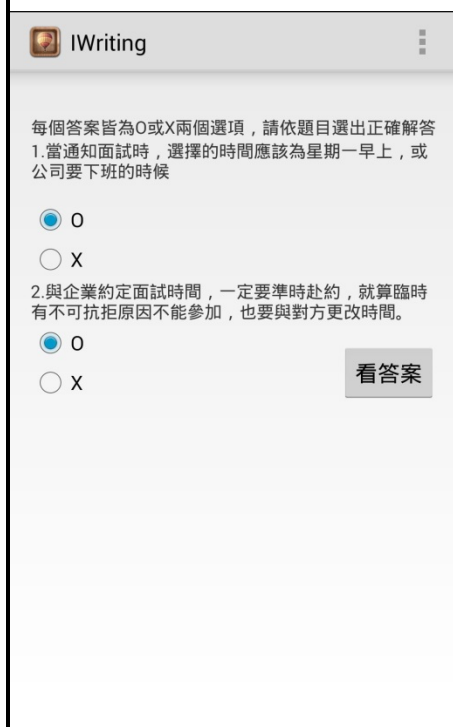 IWriting
每個答案皆為O或X兩個選項，請依題目選出正確解答
1.當通知面試時，選擇的時間應該為星期一早上，或
公司要下班的時候
O
X
2.與企業約定面試時間，一定要準時赴約，就算臨時
有不可抗拒原因不能參加，也要與對方更改時間。
O
X
看答案